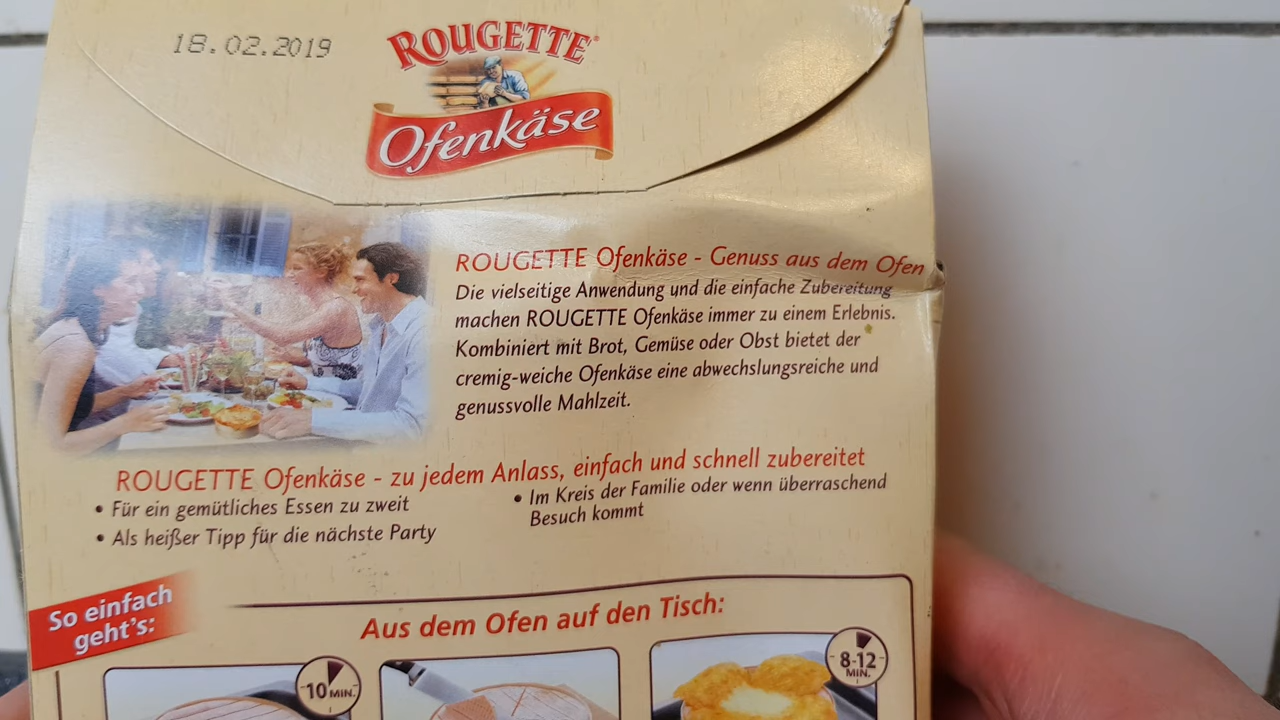 18.02.2019
ROUGETTE
Ofenkäse
ROUGETTE Ofenkäse - Genuss aus dem Ofen
Die vielseitige Anwendung und die einfache Zubereitung
machen ROUGETTE Ofenkäse immer zu einem Erlebnis.
Kombiniert mit Brot, Gemüse oder Obst bietet der
cremig-weiche Ofenkäse eine abwechslungsreiche und
genussvolle Mahlzeit.
ROUGETTE Ofenkäse - zu jedem Anlass, einfach und schnell zubereitet
• Für ein gemütliches Essen zu zweit
• Als heißer Tipp für die nächste Party
• Im Kreis der Familie oder wenn überraschend
Besuch kommt
So einfach
geht's:
Aus dem Ofen auf den Tisch:
10 MIN.
8-12
MIN.